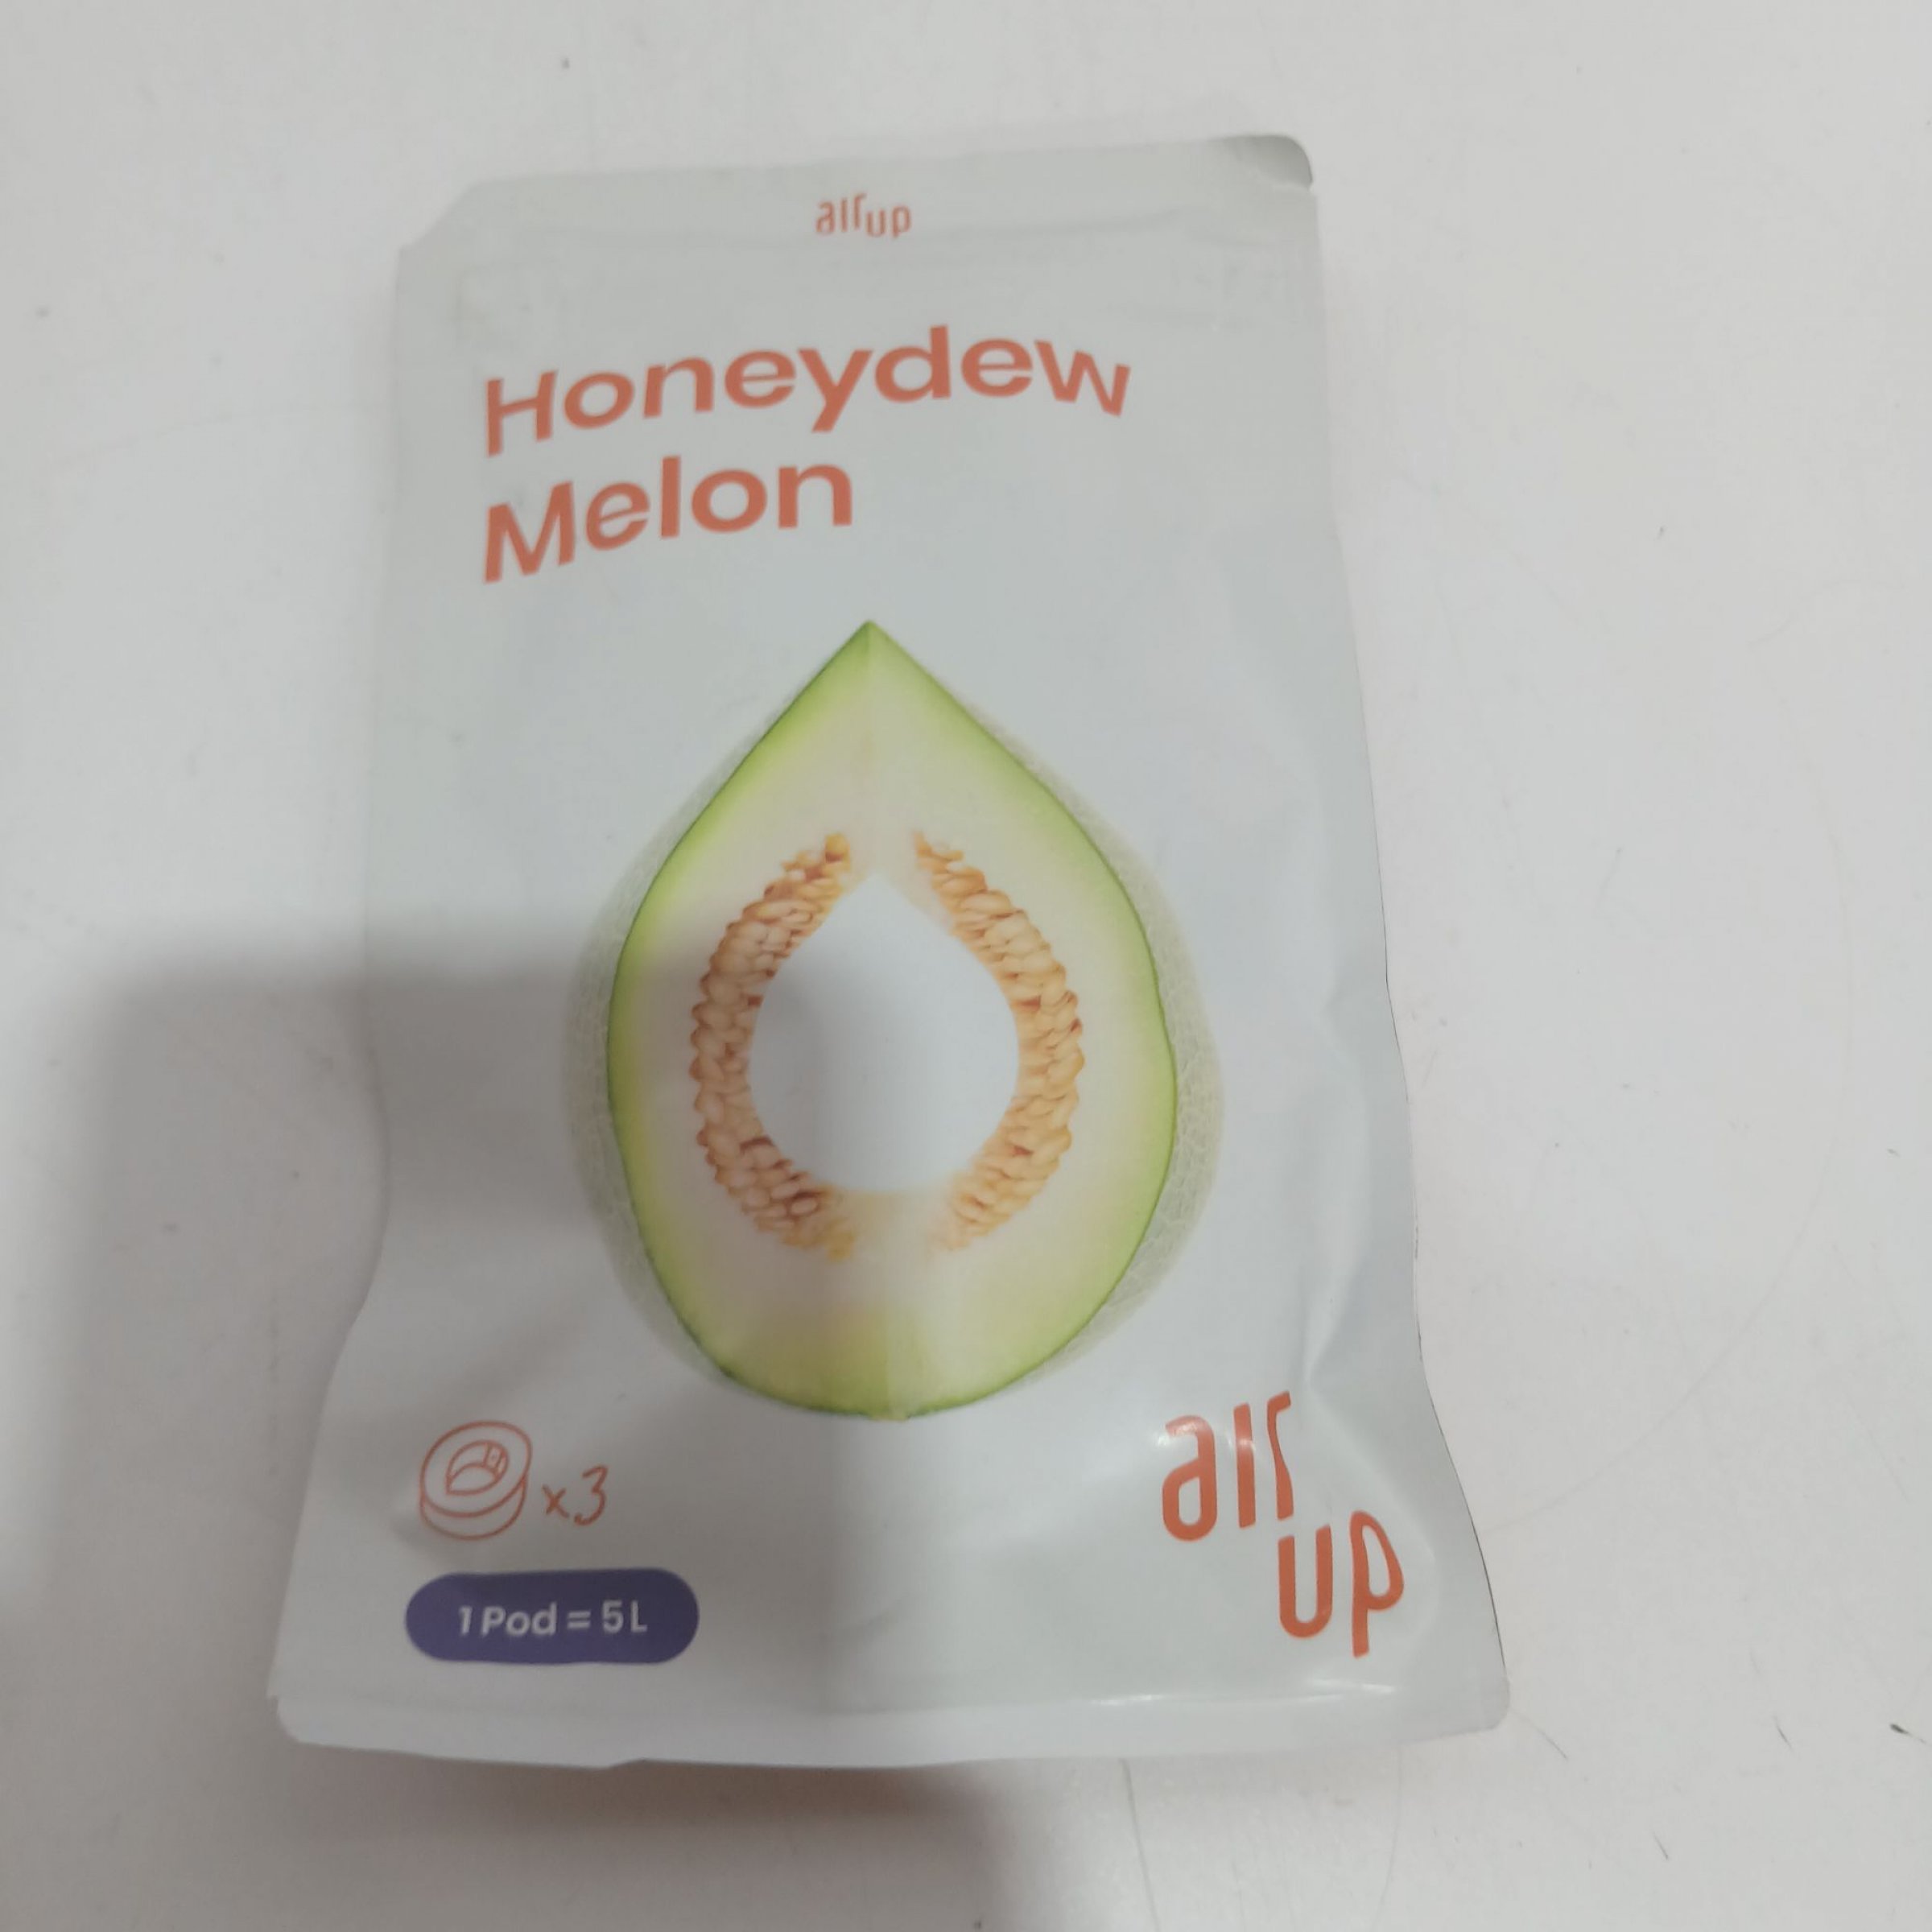 air up
Honeydew
Melon
x3
1 Pod = 5L
air
up